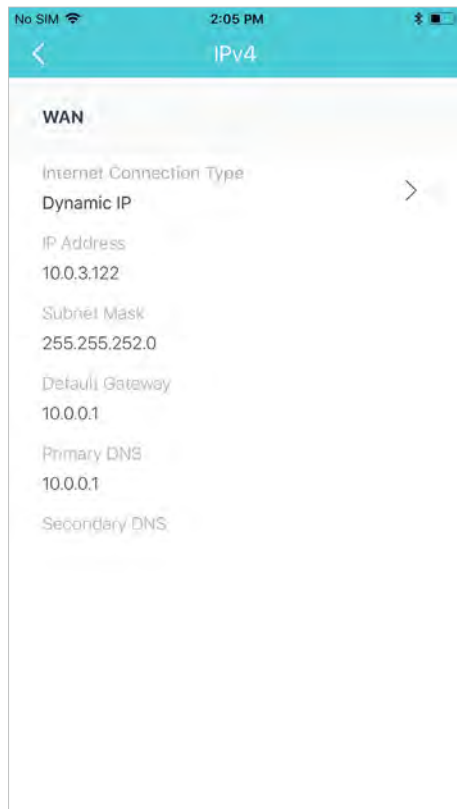 No SIM 2:05 PM
IPv4
WAN
Internet Connection Type
Dynamic IP
IP Address
10.0.3.122
Subnet Mask
255.255.252.0
Default Gateway
10.0.0.1
Primary DNS
10.0.0.1
Secondary DNS